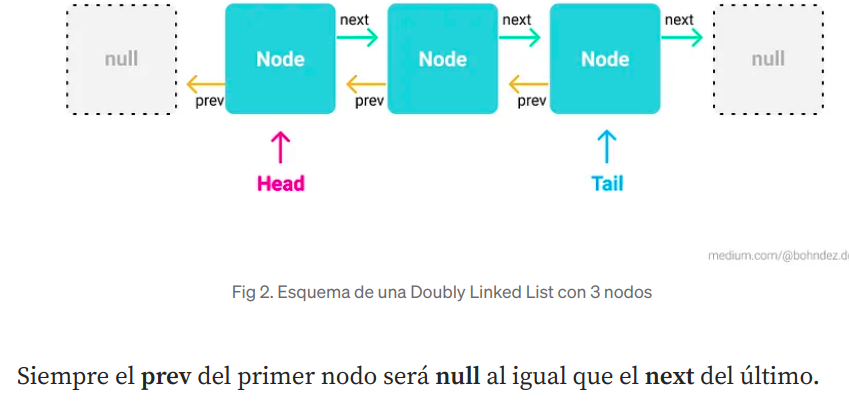 next next next
null Node Node Node null
prev prev prev
Head Tail
medium.com/@bohndez.d
Fig 2. Esquema de una Doubly Linked List con 3 nodos
Siempre el prev del primer nodo será null al igual que el next del último.